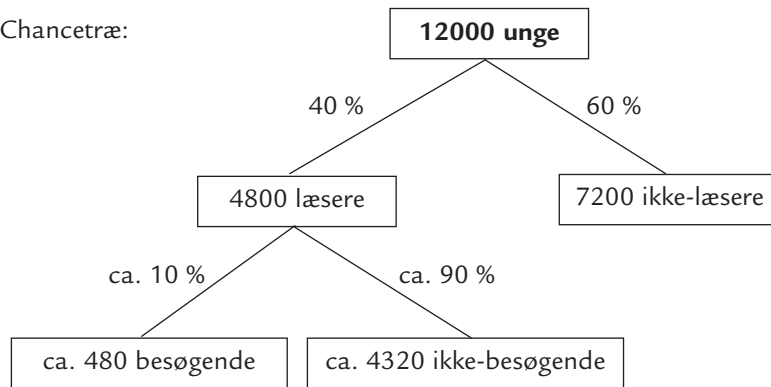 Chancetræ:
12000 unge
40 %
60 %
4800 læsere
7200 ikke-læsere
ca. 10 %
ca. 90 %
ca. 480 besøgende
ca. 4320 ikke-besøgende